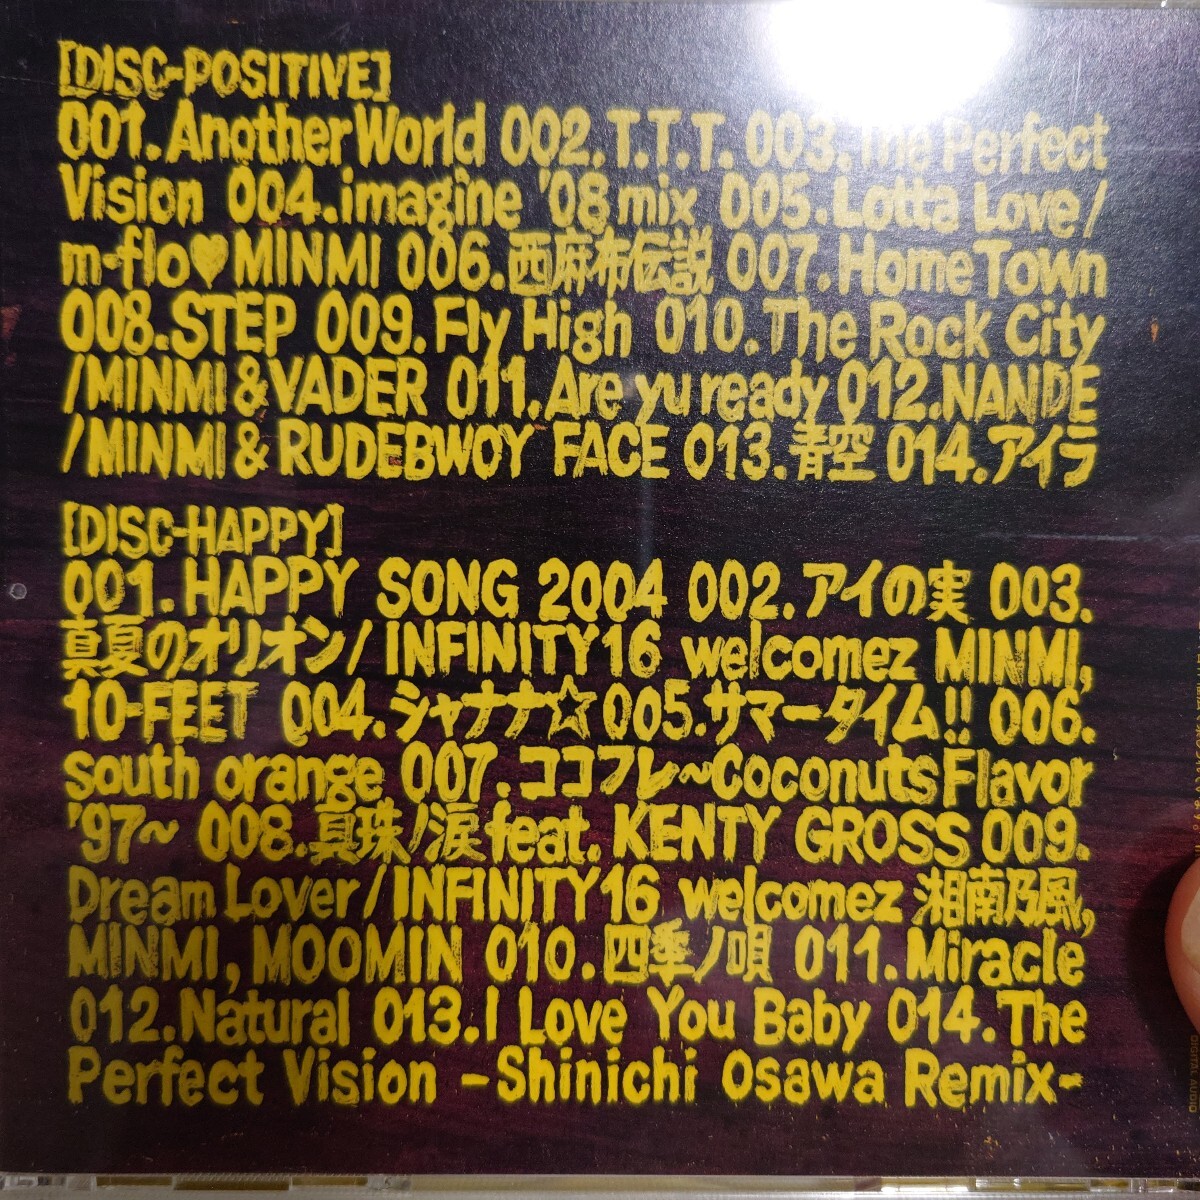 [DISC-POSITIVE]
001.Another World 002.T.T.T. 003.The Perfect
Vision 004.imagine '08 mix 005.Lotta Love/
m-flo♥MINMI 006.西麻布伝説 007.Home Town
008.STEP 009.Fly High 010.The Rock City
/MINMI&VADER 011.Are yu ready 012.NANDE
/MINMI& RUDEBWOY FACE 013.青空 014.アイラ
[DISC-HAPPY]
001.HAPPY SONG 2004 002.アイの実 003.
真夏のオリオン/INFINITY16 welcomez MINMI,
10-FEET 004.シャナナ☆ 005.サマータイム!! 006.
south orange 007.ココフレ~Coconuts Flavor
'97~ 008.真珠ノ涙 feat. KENTY GROSS 009.
Dream Lover/INFINITY16 welcomez 湘南乃風,
MINMI, MOOMIN 010.四季ノ唄 011.Miracle
012.Natural 013.I Love You Baby 014.The
Perfect Vision -Shinichi Osawa Remix-